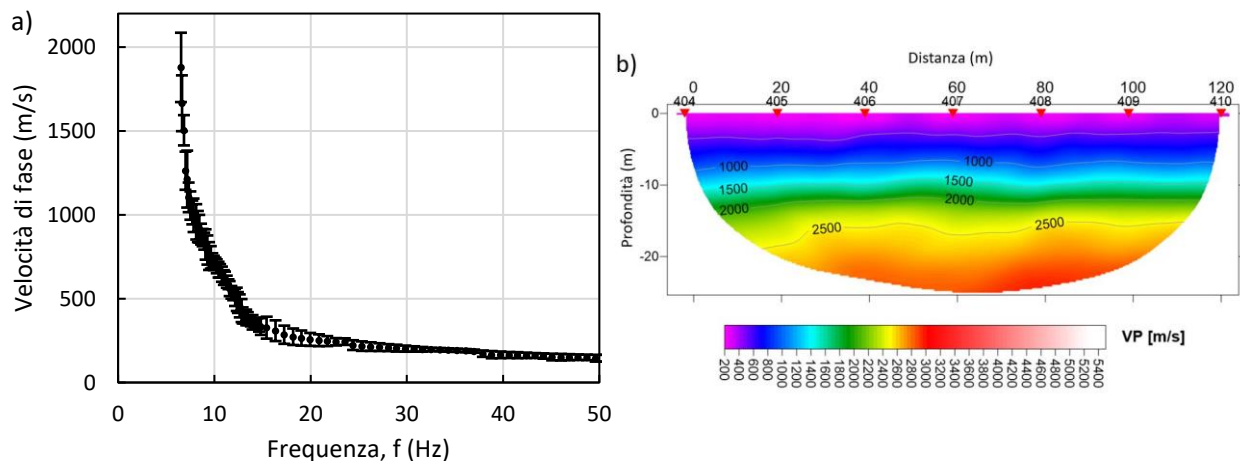 a)
Velocità di fase (m/s)
2000
1500
1000
500
0
0 10 20 30 40 50
Frequenza, f (Hz)
b)
Distanza (m)
0 20 40 60 80 100 120
404 405 406 407 408 409 410
Profondità (m)
0
-10
-20
1000 1000
1500 1500
2000 2000
2500 2500
200 400 600 800 1000 1200 1400 1600 1800 2000 2200 2400 2600 2800 3000 3200 3400 3600 3800 4000 4200 4400 4600 4800 5000 5200 5400
VP [m/s]